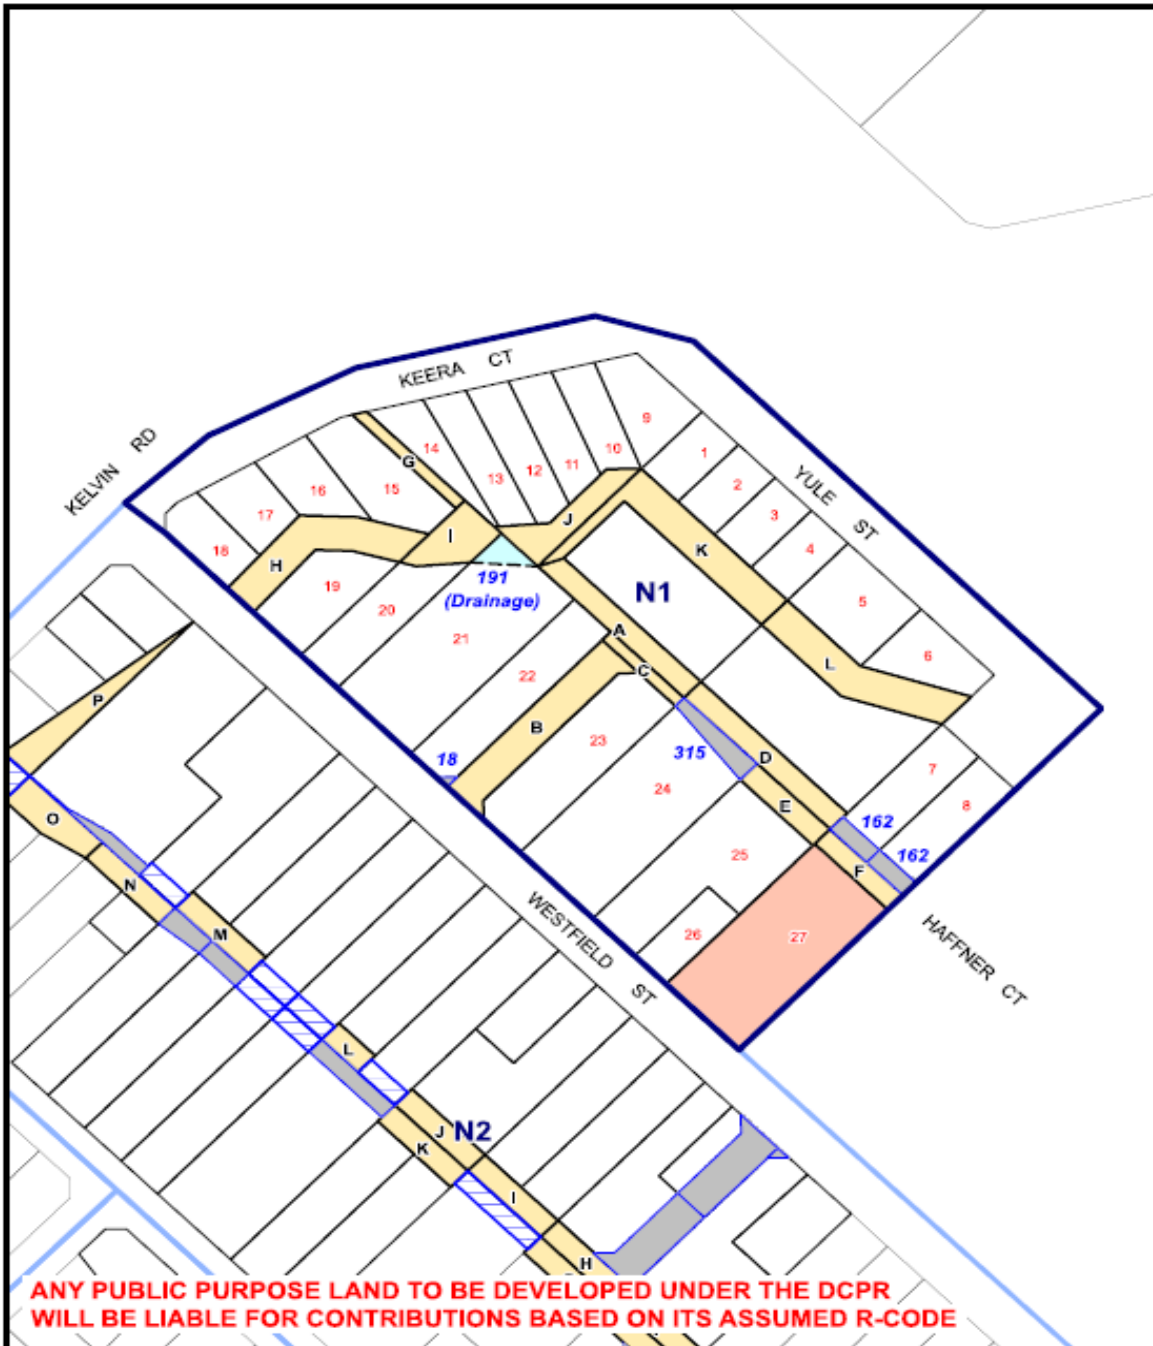 KEERA CT
KELVIN RD
YULE ST
9
14
10
1
G
13
12
11
2
15
16
3
17
J
4
18
I
K
H
191
(Drainage)
19
N1
5
20
A
21
6
C
L
22
P
B
23
18
315
D
7
24
E
8
O
162
25
162
N
F
WESTFIELD ST
M
26
27
HAFFNER CT
L
J
N2
K
I
H
ANY PUBLIC PURPOSE LAND TO BE DEVELOPED UNDER THE DCPR
WILL BE LIABLE FOR CONTRIBUTIONS BASED ON ITS ASSUMED R-CODE